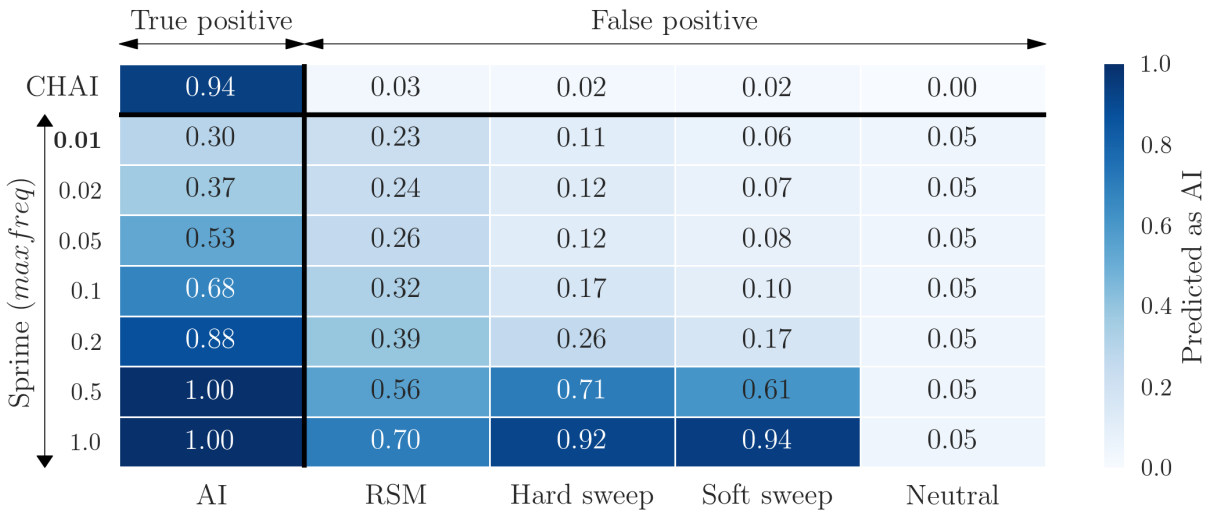 True positive False positive
CHAI 0.94 0.03 0.02 0.02 0.00 1.0
0.01 0.30 0.23 0.11 0.06 0.05 0.8
0.02 0.37 0.24 0.12 0.07 0.05
0.05 0.53 0.26 0.12 0.08 0.05 0.6
0.1 0.68 0.32 0.17 0.10 0.05 0.4
0.2 0.88 0.39 0.26 0.17 0.05
0.5 1.00 0.56 0.71 0.61 0.05 0.2
1.0 1.00 0.70 0.92 0.94 0.05 0.0
Sprime (maxfreq)
Predicted as AI
AI RSM Hard sweep Soft sweep Neutral